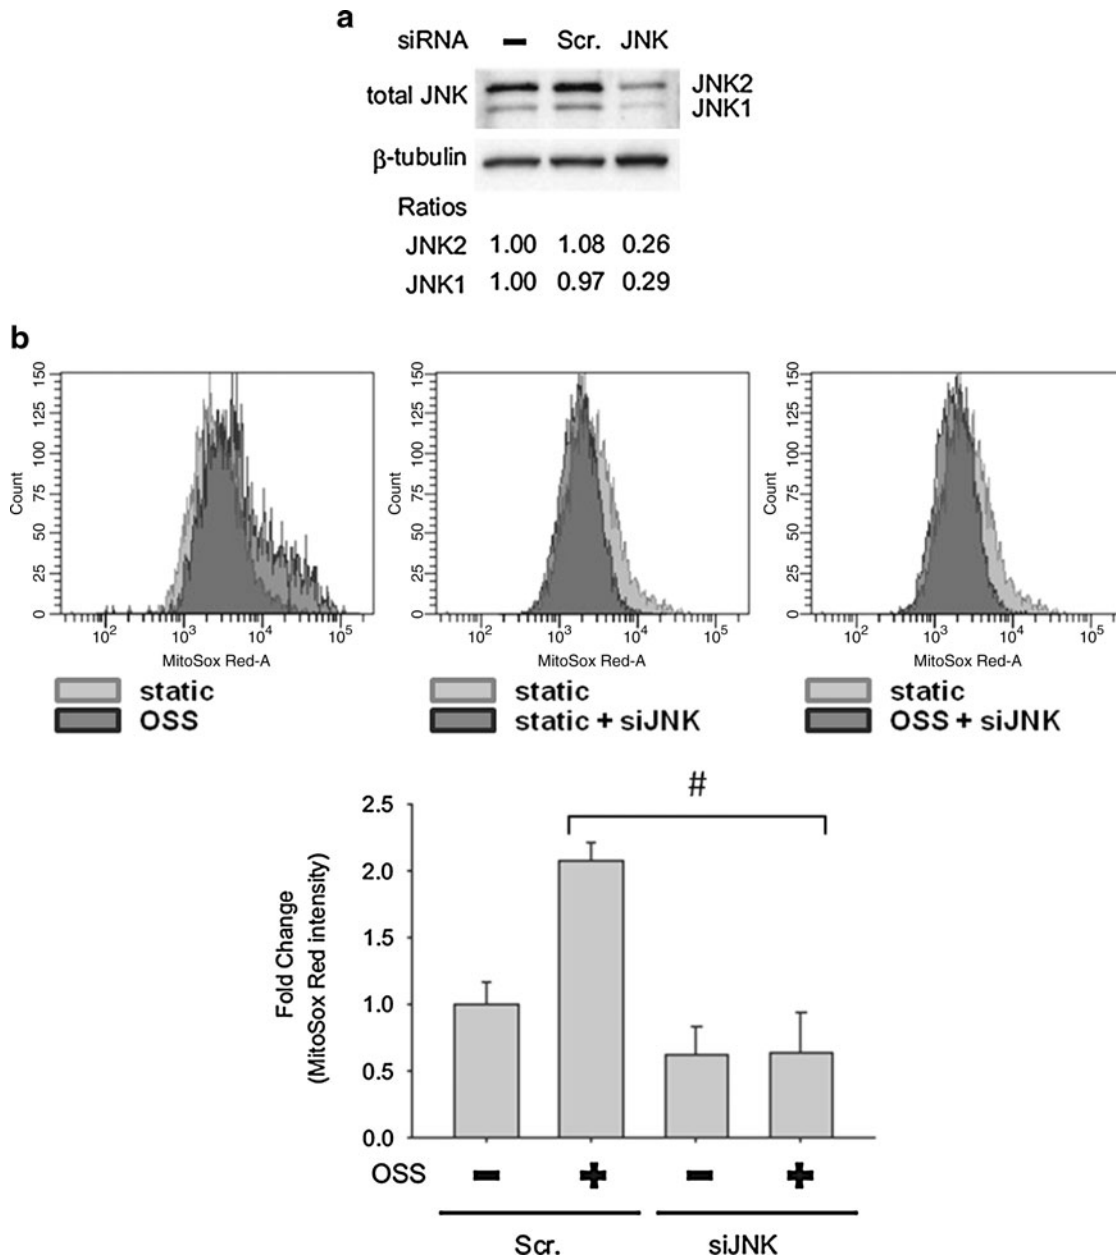 a
siRNA − Scr. JNK
total JNK
JNK2
JNK1
β-tubulin
Ratios
JNK2 1.00 1.08 0.26
JNK1 1.00 0.97 0.29
b
Count
0 25 50 75 100 125 150
10² 10³ 10⁴ 10⁵
MitoSox Red-A
static
OSS
Count
0 25 50 75 100 125 150
10² 10³ 10⁴ 10⁵
MitoSox Red-A
static
static + siJNK
Count
0 25 50 75 100 125 150
10² 10³ 10⁴ 10⁵
MitoSox Red-A
static
OSS + siJNK
#
Fold Change
(MitoSox Red intensity)
2.5
2.0
1.5
1.0
0.5
0.0
OSS − + − +
Scr. siJNK